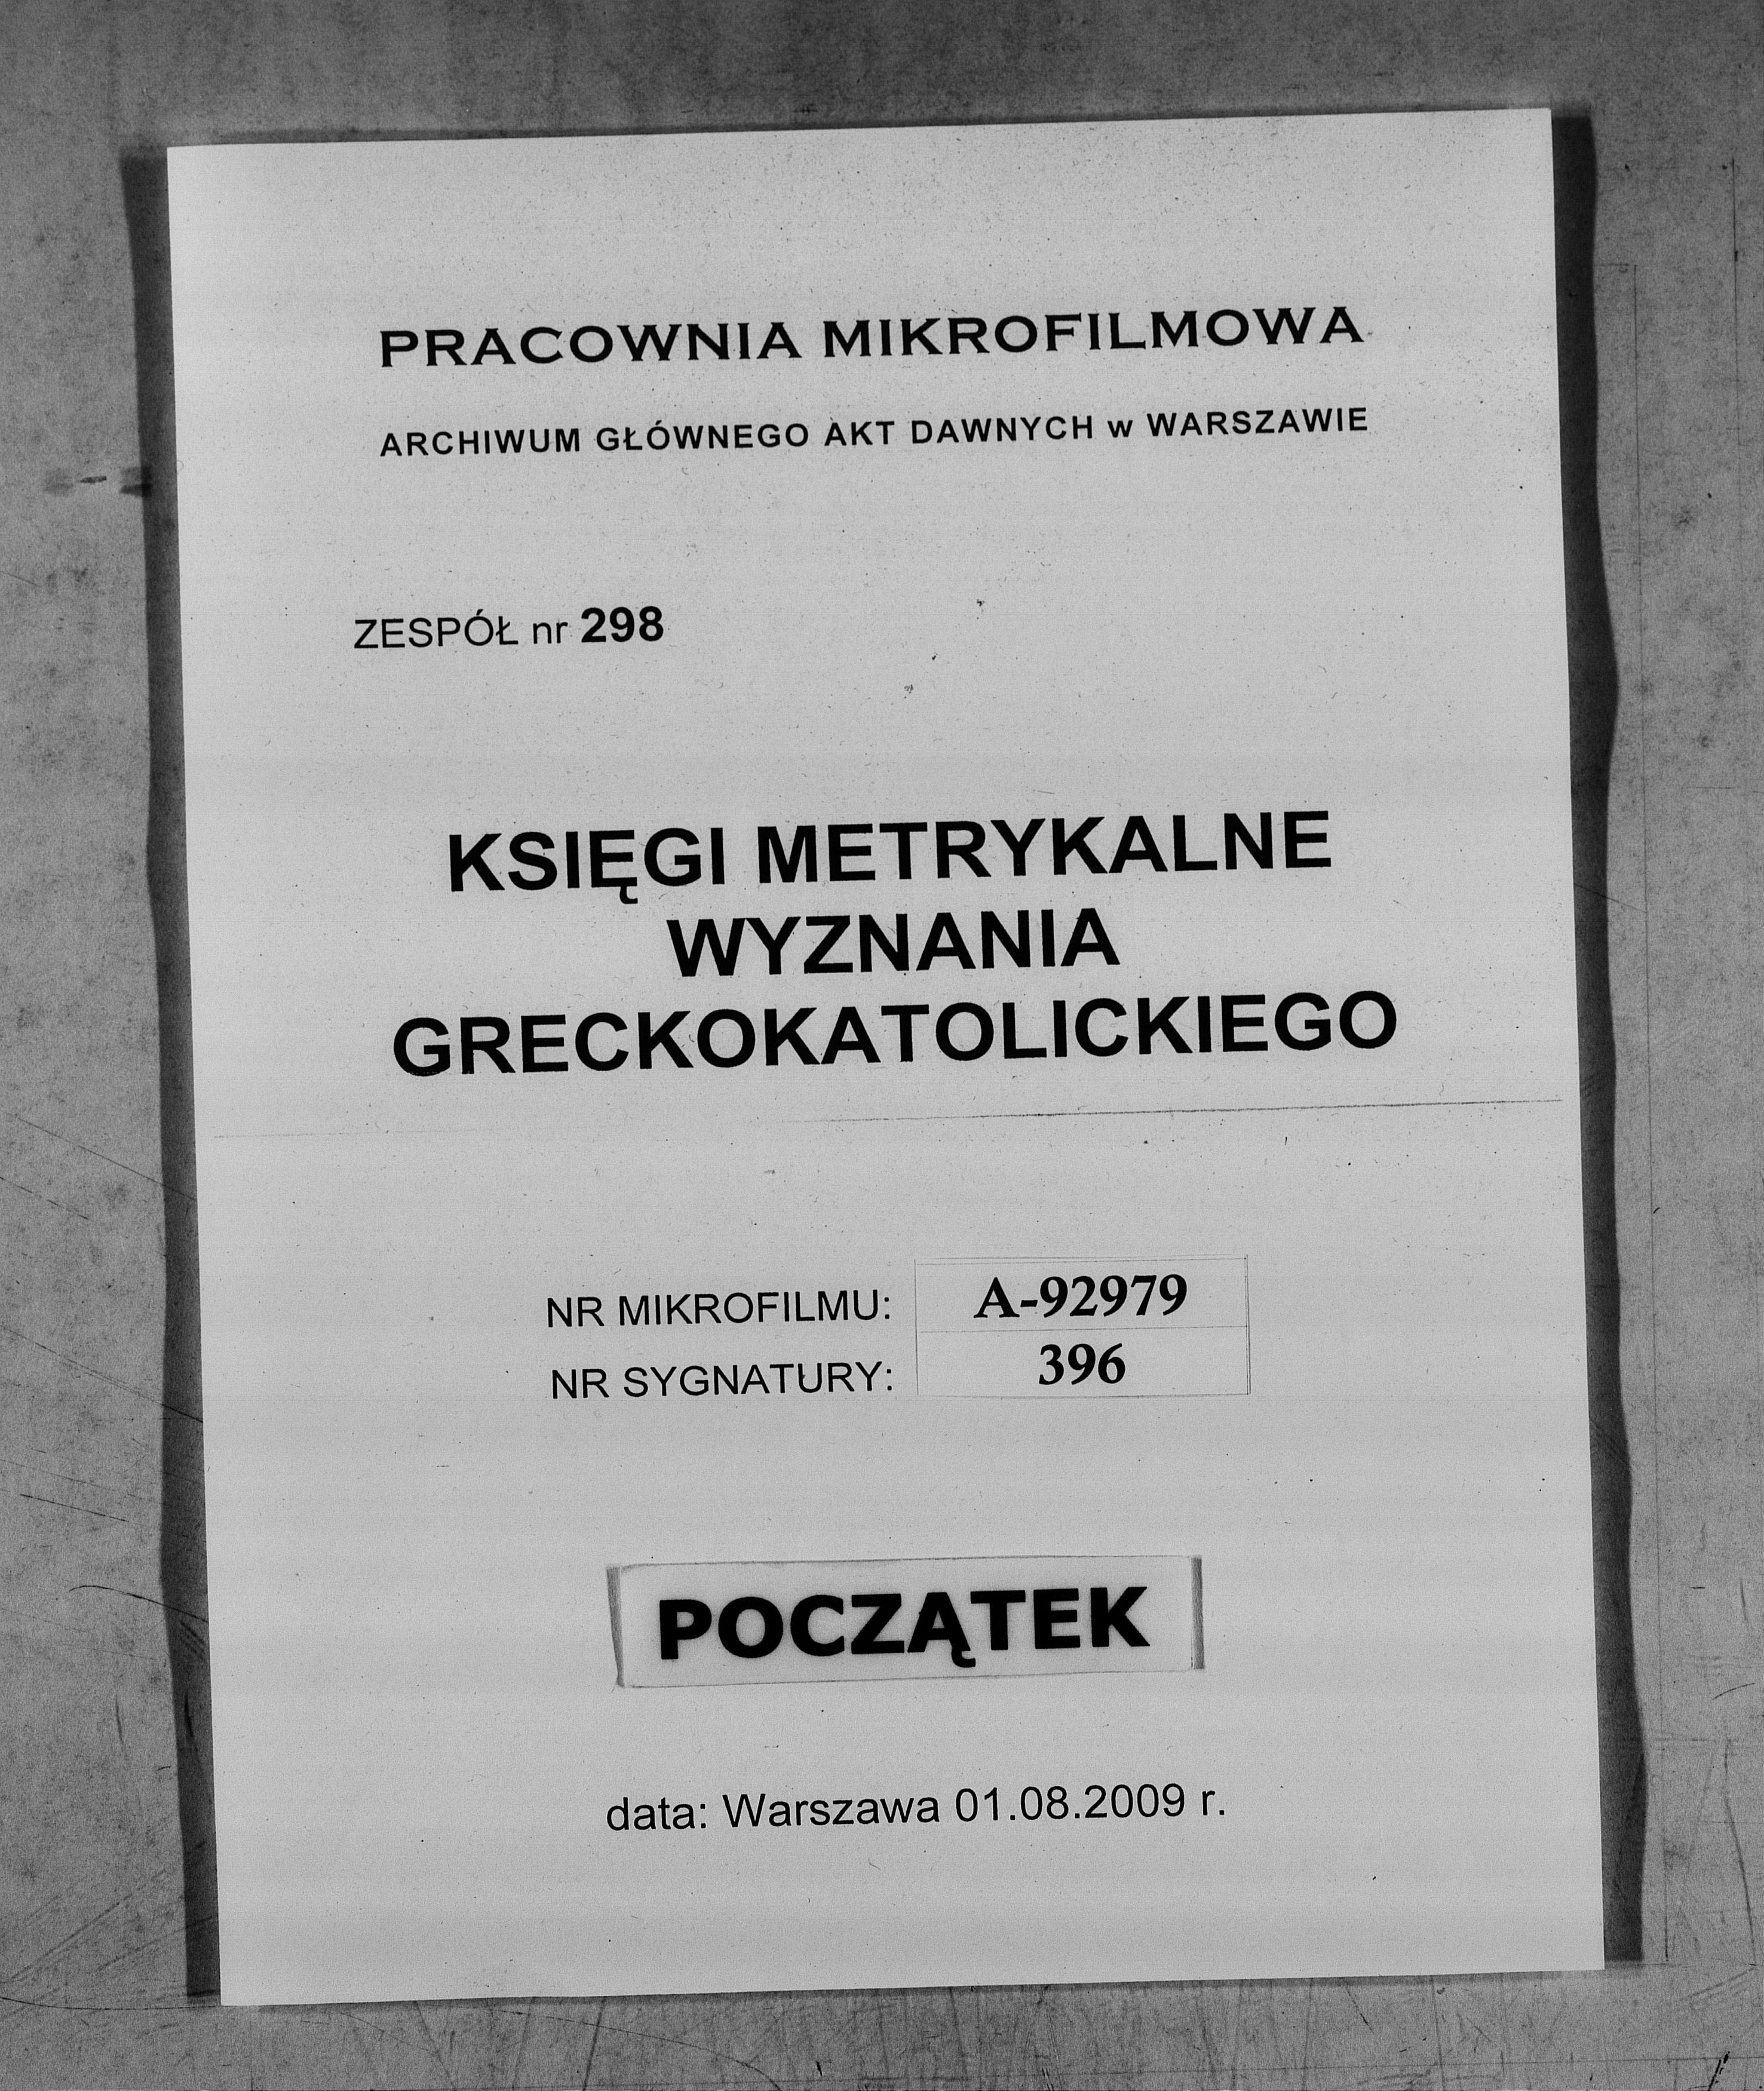 PRACOWNIA MIKROFILMOWA
ARCHIWUM GŁÓWNEGO AKT DAWNYCH w WARSZAWIE
ZESPÓŁ nr 298
KSIĘGI METRYKALNE
WYZNANIA
GRECKOKATOLICKIEGO
NR MIKROFILMU: A-92979
NR SYGNATURY: 396
POCZĄTEK
data: Warszawa 01.08.2009 r.